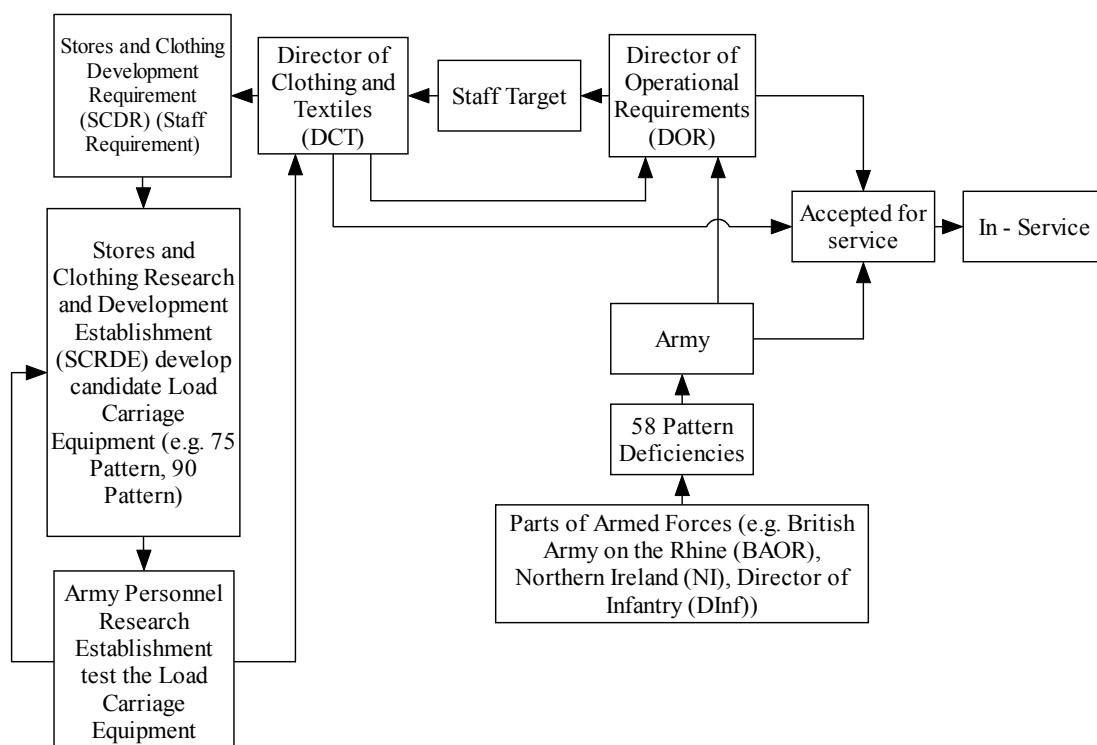 Stores and Clothing
Development
Requirement
(SCDR) (Staff
Requirement)
Director of
Clothing and
Textiles
(DCT)
Staff Target
Director of
Operational
Requirements
(DOR)
Stores and
Clothing Research
and Development
Establishment
(SCRDE) develop
candidate Load
Carriage
Equipment (e.g. 75
Pattern, 90
Pattern)
Accepted for
service
In - Service
Army
58 Pattern
Deficiencies
Parts of Armed Forces (e.g. British
Army on the Rhine (BAOR),
Northern Ireland (NI), Director of
Infantry (DInf))
Army Personnel
Research
Establishment
test the Load
Carriage
Equipment